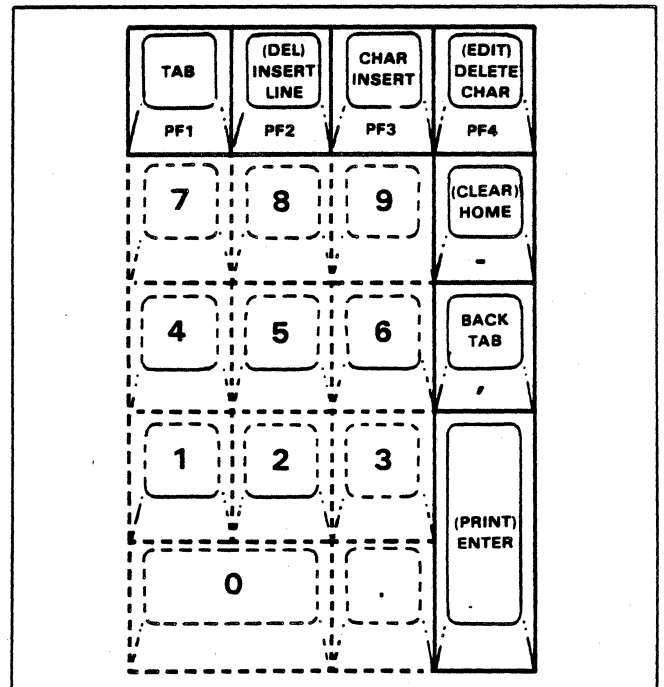 TAB
(DEL)
INSERT
LINE
CHAR
INSERT
(EDIT)
DELETE
CHAR
PF1
PF2
PF3
PF4
7
8
9
(CLEAR)
HOME
-
4
5
6
BACK
TAB
,
1
2
3
(PRINT)
ENTER
0
.